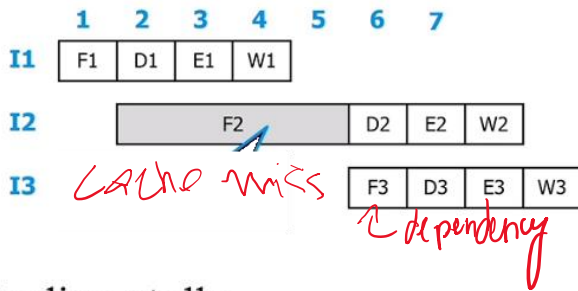 1 2 3 4 5 6 7
I1 F1 D1 E1 W1
I2 F2 D2 E2 W2
I3 cache miss F3 D3 E3 W3
dependency